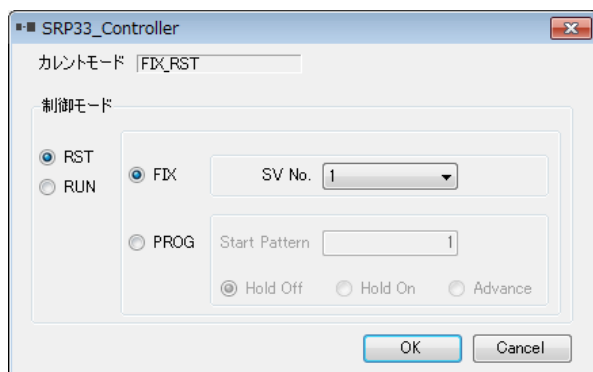 SRP33_Controller
カレントモード FIX_RST
制御モード
RST
RUN
FIX SV No. 1
PROG Start Pattern 1
Hold Off Hold On Advance
OK Cancel